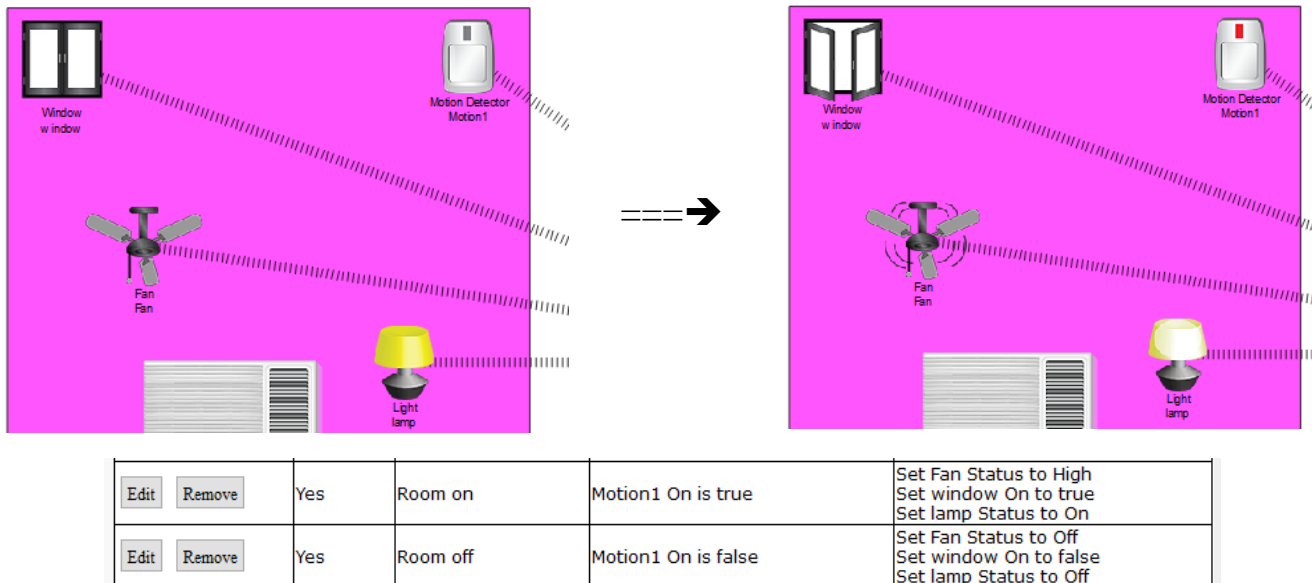 Window
w indow
Motion Detector
Motion1
Fan
Fan
Light
lamp
===➔
Window
w indow
Motion Detector
Motion1
Fan
Fan
Light
lamp
Edit Remove Yes Room on Motion1 On is true Set Fan Status to High
Set window On to true
Set lamp Status to On
Edit Remove Yes Room off Motion1 On is false Set Fan Status to Off
Set window On to false
Set lamp Status to Off